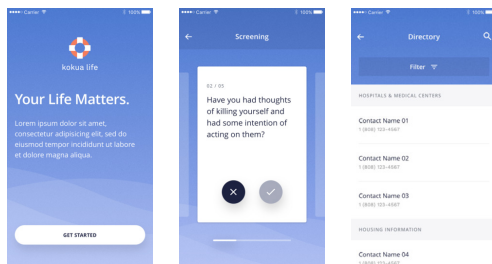 Carrier
100%
kokua life
Your Life Matters.
Lorem ipsum dolor sit amet,
consectetur adipisicing elit, sed do
eiusmod tempor incididunt ut labore
et dolore magna aliqua.
GET STARTED
Carrier
100%
Screening
02 / 05
Have you had thoughts
of killing yourself and
had some intention of
acting on them?
Carrier
100%
Directory
Filter
HOSPITALS & MEDICAL CENTERS
Contact Name 01
1 (808) 123-4567
Contact Name 02
1 (808) 123-4567
Contact Name 03
1 (808) 123-4567
HOUSING INFORMATION
Contact Name 04
1 (808) 123-4567